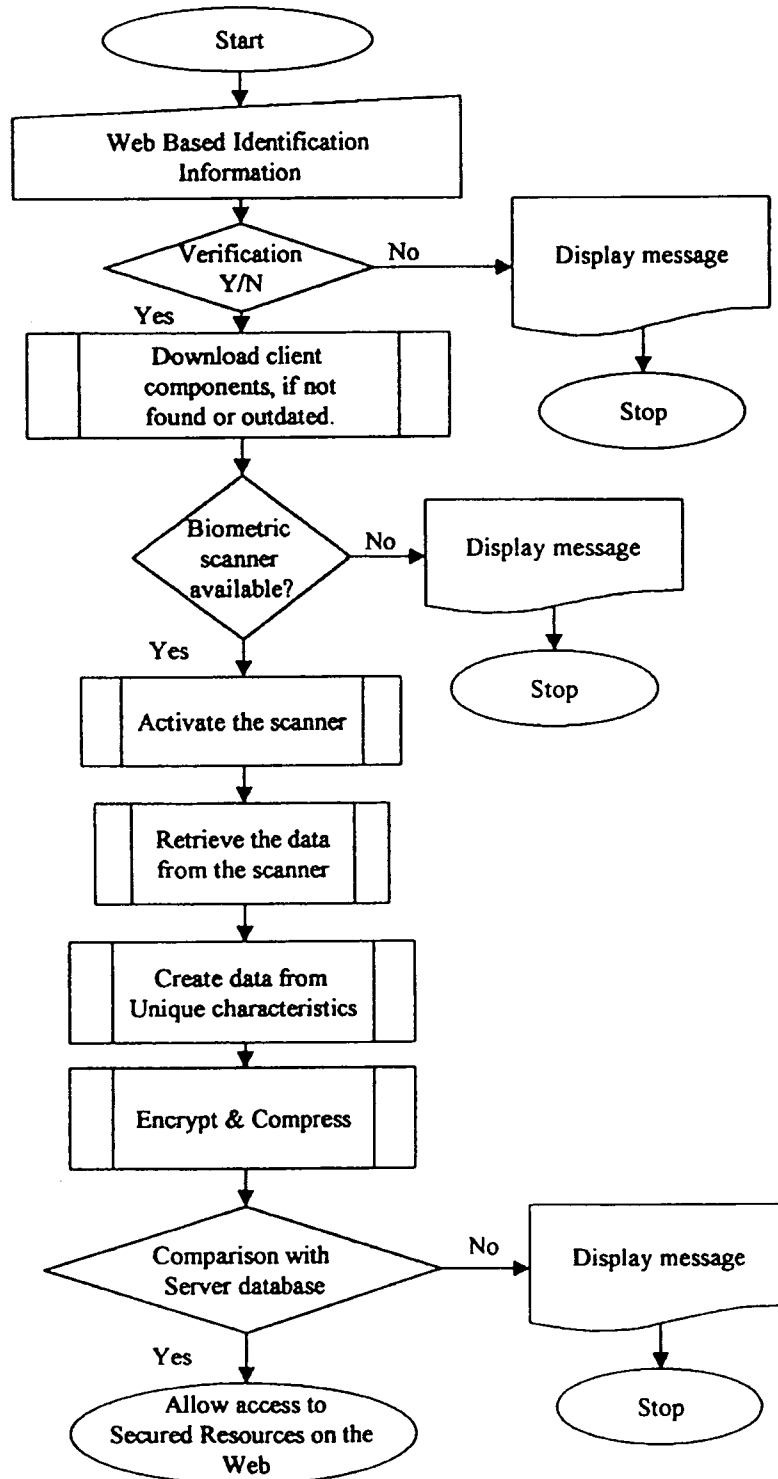 Start
Web Based Identification
Information
Verification
Y/N
No
Display message
Stop
Yes
Download client
components, if not
found or outdated.
Biometric
scanner
available?
No
Display message
Stop
Yes
Activate the scanner
Retrieve the data
from the scanner
Create data from
Unique characteristics
Encrypt & Compress
Comparison with
Server database
No
Display message
Stop
Yes
Allow access to
Secured Resources on the
Web